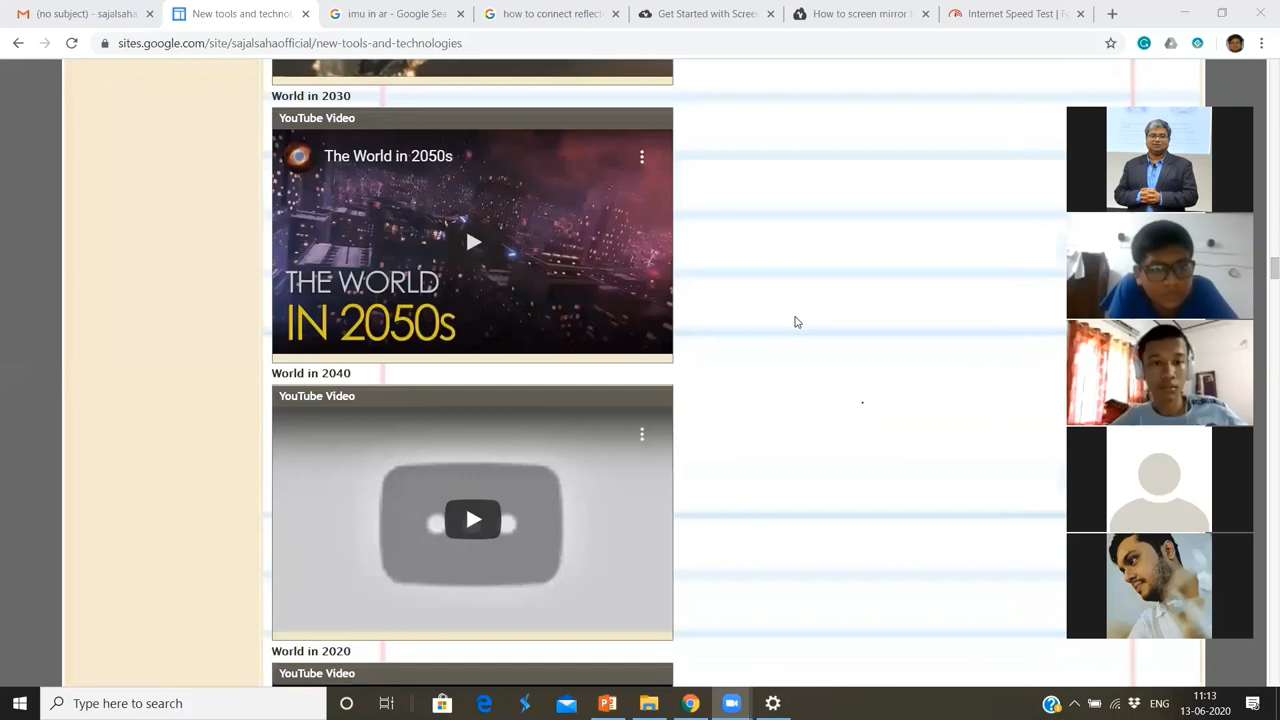 (no subject) - sajalsaha
New tools and technol
imu in ar - Google Sea
how to connect reflect
Get Started with Scree
How to screen mirror t
Internet Speed Test | F
sites.google.com/site/sajalsahaofficial/new-tools-and-technologies
World in 2030
YouTube Video
The World in 2050s
THE WORLD
IN 2050s
World in 2040
YouTube Video
World in 2020
YouTube Video
Type here to search
ENG
11:13
13-06-2020